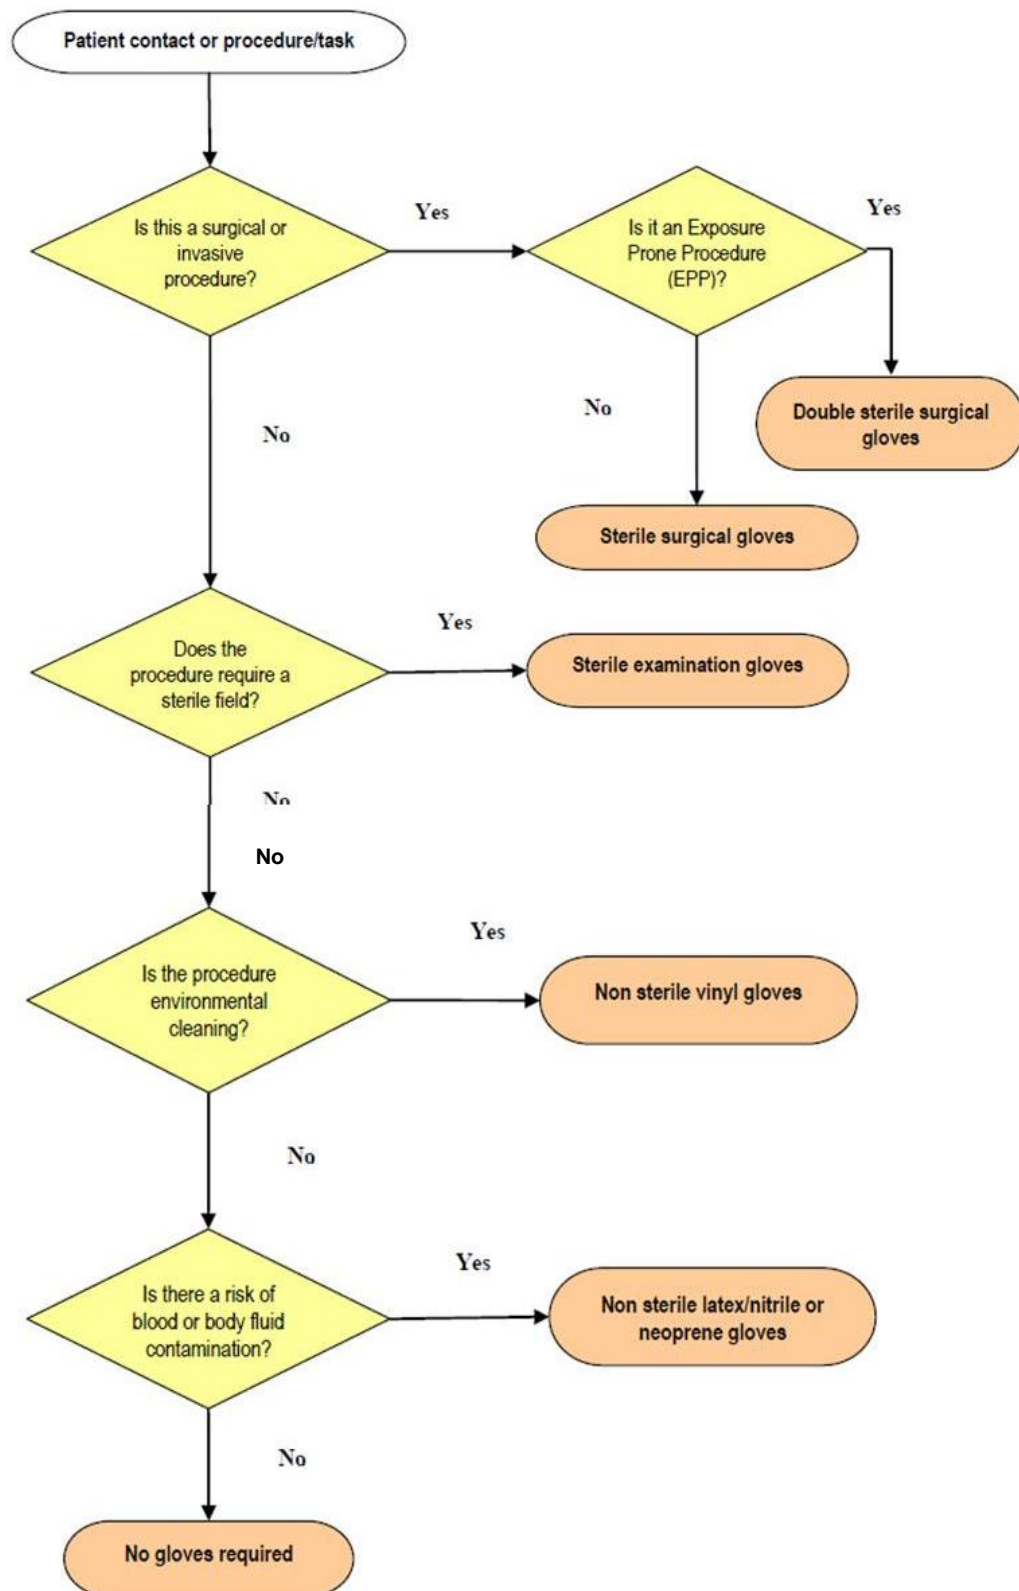 Patient contact or procedure/task
Is this a surgical or
invasive
procedure?
Yes
Is it an Exposure
Prone Procedure
(EPP)?
Yes
No
No
Double sterile surgical
gloves
Sterile surgical gloves
Does the
procedure require a
sterile field?
Yes
Sterile examination gloves
No
No
Is the procedure
environmental
cleaning?
Yes
Non sterile vinyl gloves
No
Is there a risk of
blood or body fluid
contamination?
Yes
Non sterile latex/nitrile or
neoprene gloves
No
No gloves required